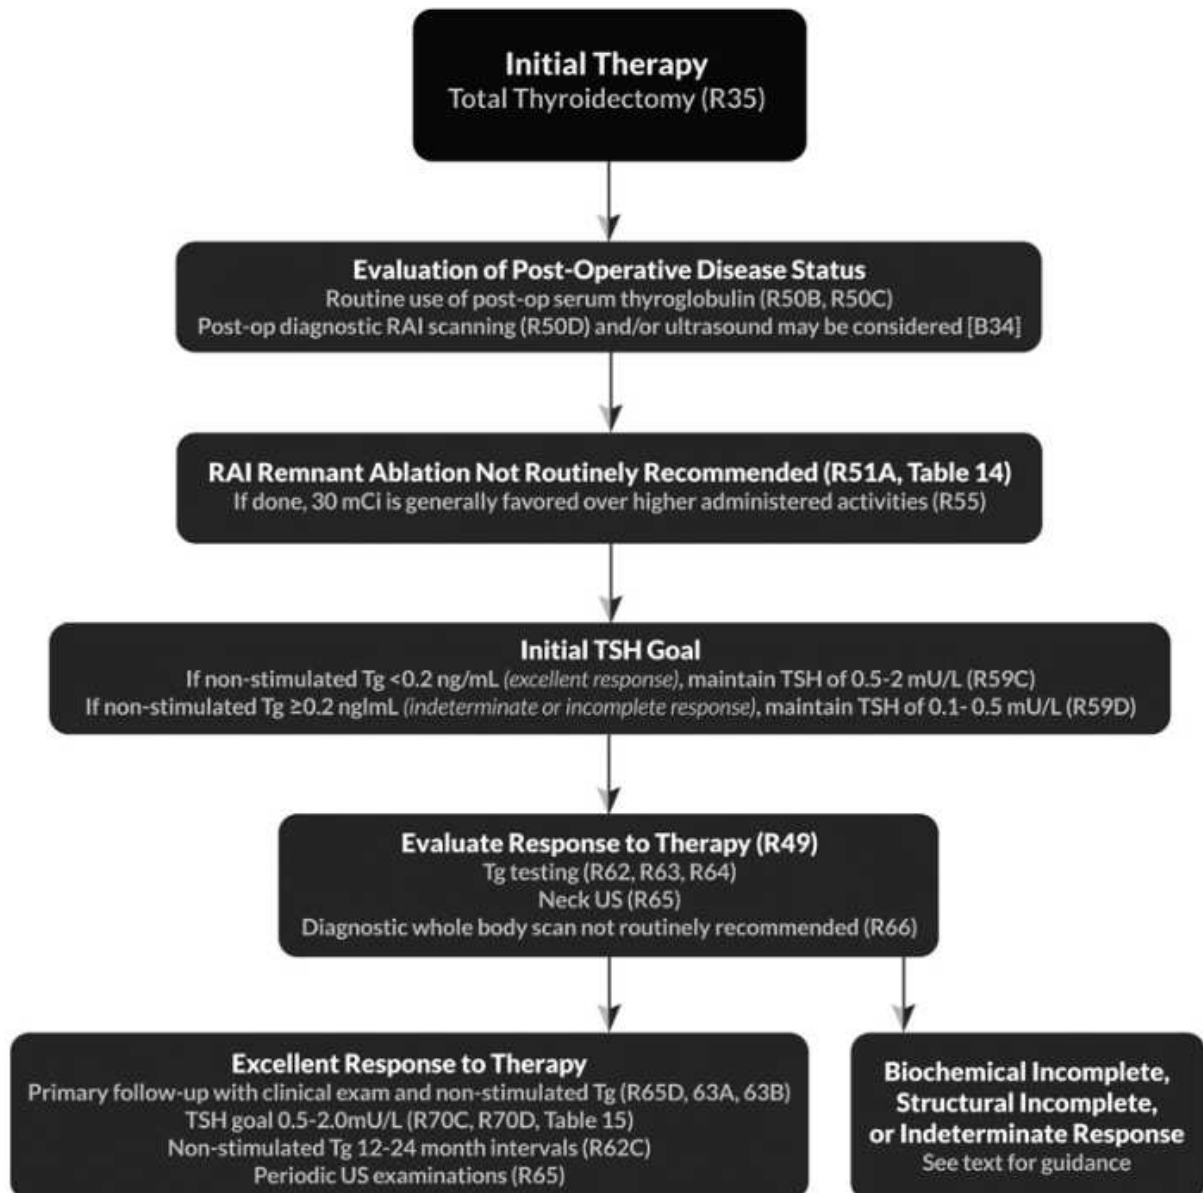 Initial Therapy
Total Thyroidectomy (R35)
Evaluation of Post-Operative Disease Status
Routine use of post-op serum thyroglobulin (R50B, R50C)
Post-op diagnostic RAI scanning (R50D) and/or ultrasound may be considered [B34]
RAI Remnant Ablation Not Routinely Recommended (R51A, Table 14)
If done, 30 mCi is generally favored over higher administered activities (R55)
Initial TSH Goal
If non-stimulated Tg <0.2 ng/mL (excellent response), maintain TSH of 0.5-2 mU/L (R59C)
If non-stimulated Tg ≥0.2 nglmL (indeterminate or incomplete response), maintain TSH of 0.1- 0.5 mU/L (R59D)
Evaluate Response to Therapy (R49)
Tg testing (R62, R63, R64)
Neck US (R65)
Diagnostic whole body scan not routinely recommended (R66)
Excellent Response to Therapy
Primary follow-up with clinical exam and non-stimulated Tg (R65D, 63A, 63B)
TSH goal 0.5-2.0mU/L (R70C, R70D, Table 15)
Non-stimulated Tg 12-24 month intervals (R62C)
Periodic US examinations (R65)
Biochemical Incomplete,
Structural Incomplete,
or Indeterminate Response
See text for guidance